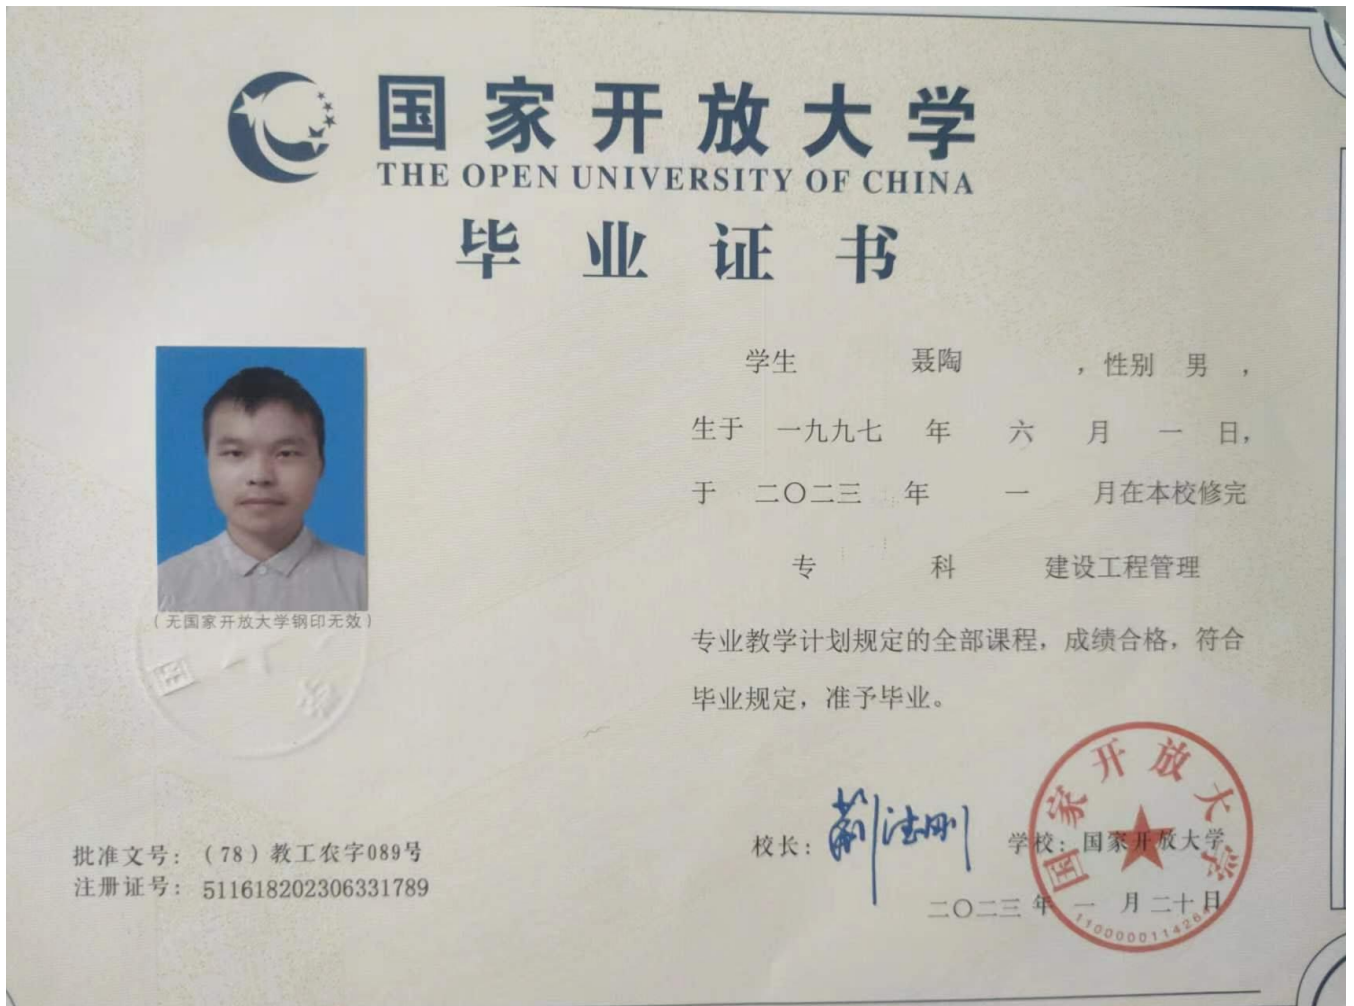 国家开放大学
THE OPEN UNIVERSITY OF CHINA
毕业证书
学生 聂陶 ，性别 男 ，
生于 一九九七 年 六 月 一 日，
于 二〇二三 年 一 月在本校修完
专 科 建设工程管理
专业教学计划规定的全部课程，成绩合格，符合
毕业规定，准予毕业。
（无国家开放大学钢印无效）
校长：
学校：国家开放大学
二〇二三 年 一 月 二十 日
国家开放大学
批准文号：（78）教工农字089号
注册证号：511618202306331789